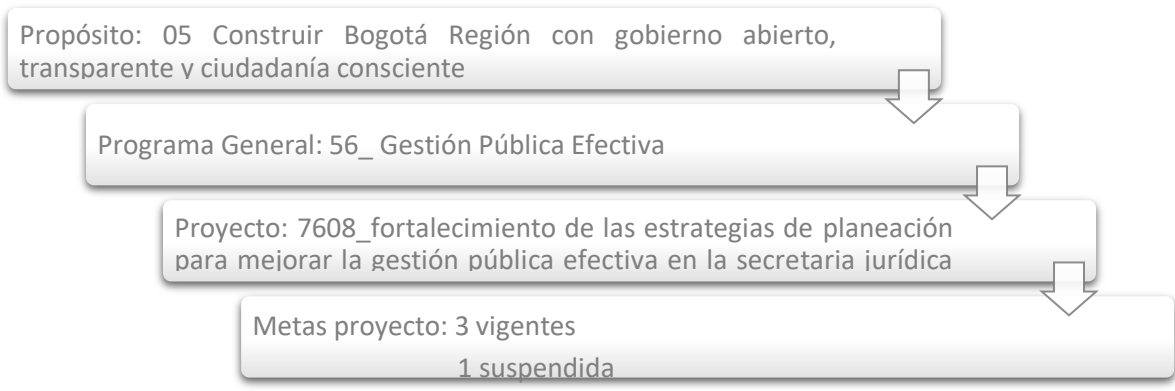 Propósito: 05 Construir Bogotá Región con gobierno abierto,
transparente y ciudadanía consciente
Programa General: 56_ Gestión Pública Efectiva
Proyecto: 7608_fortalecimiento de las estrategias de planeación
para mejorar la gestión pública efectiva en la secretaria jurídica
Metas proyecto: 3 vigentes
1 suspendida